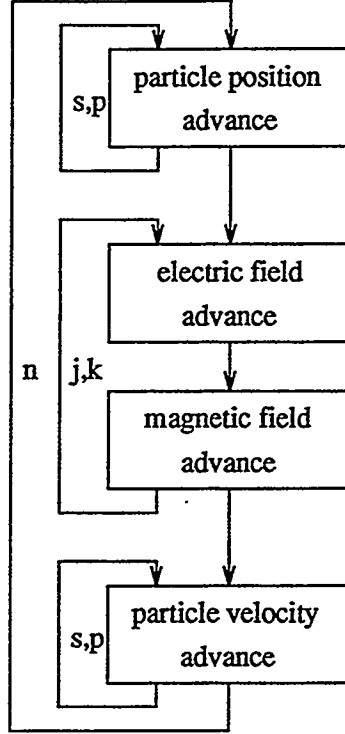 particle position
s,p
advance
electric field
advance
n
j,k
magnetic field
advance
particle velocity
s,p
advance